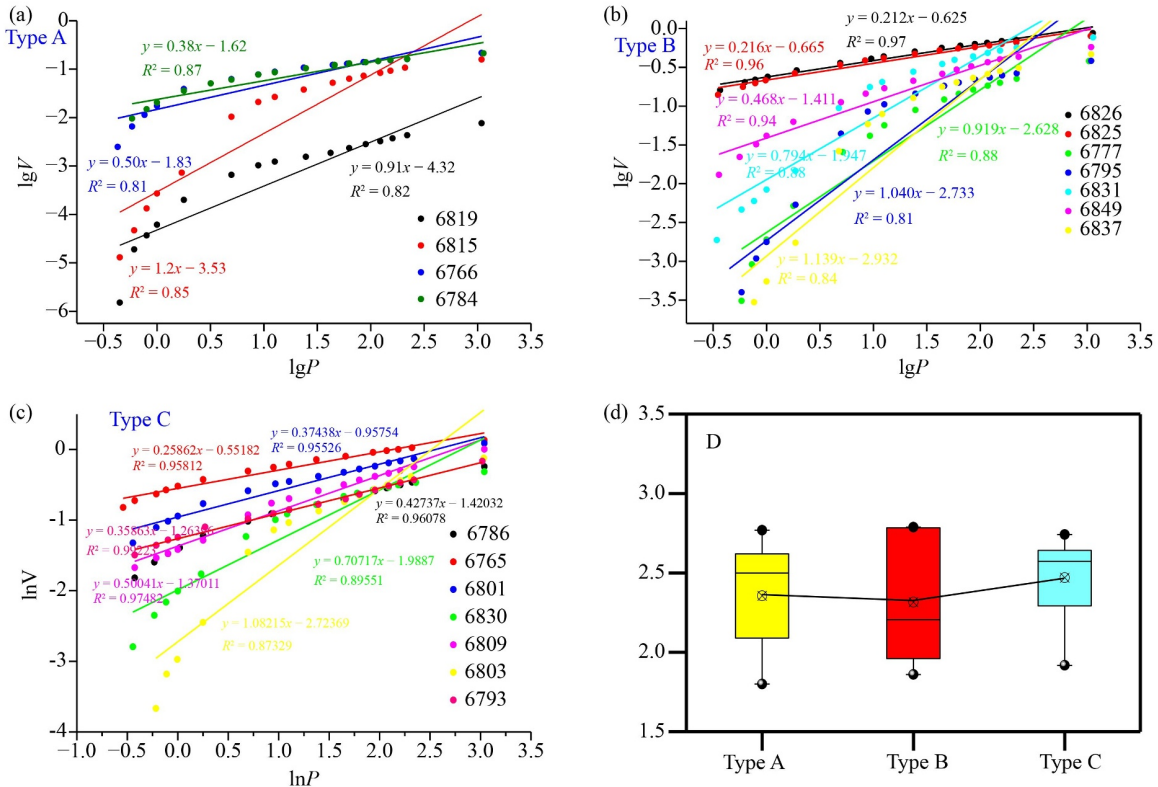 (a)
Type A
0
−1
−2
−3
−4
−5
−6
lgV
y = 0.38x − 1.62
R² = 0.87
y = 0.50x − 1.83
R² = 0.81
y = 0.91x − 4.32
R² = 0.82
y = 1.2x − 3.53
R² = 0.85
6819
6815
6766
6784
−0.5 0.0 0.5 1.0 1.5 2.0 2.5 3.0 3.5
lgP
(b)
Type B
0.0
−0.5
−1.0
−1.5
−2.0
−2.5
−3.0
−3.5
lgV
y = 0.212x − 0.625
R² = 0.97
y = 0.216x − 0.665
R² = 0.96
y = 0.468x − 1.411
R² = 0.94
y = 0.794x − 1.947
R² = 0.88
y = 0.919x − 2.628
R² = 0.88
y = 1.040x − 2.733
R² = 0.81
y = 1.139x − 2.932
R² = 0.84
6826
6825
6777
6795
6831
6849
6837
−0.5 0.0 0.5 1.0 1.5 2.0 2.5 3.0 3.5
lgP
(c)
Type C
0
-1
-2
-3
-4
lnV
y = 0.25862x − 0.55182
R² = 0.95812
y = 0.37438x − 0.95754
R² = 0.95526
y = 0.42737x − 1.42032
R² = 0.96078
R² = 0.99223
y = 0.50041x − 1.37011
R² = 0.97482
y = 0.70717x − 1.9887
R² = 0.89551
y = 1.08215x − 2.72369
R² = 0.87329
6786
6765
6801
6830
6809
6803
6793
−1.0 −0.5 0.0 0.5 1.0 1.5 2.0 2.5 3.0 3.5
lnP
(d)
D
3.5
3.0
2.5
2.0
1.5
Type A Type B Type C